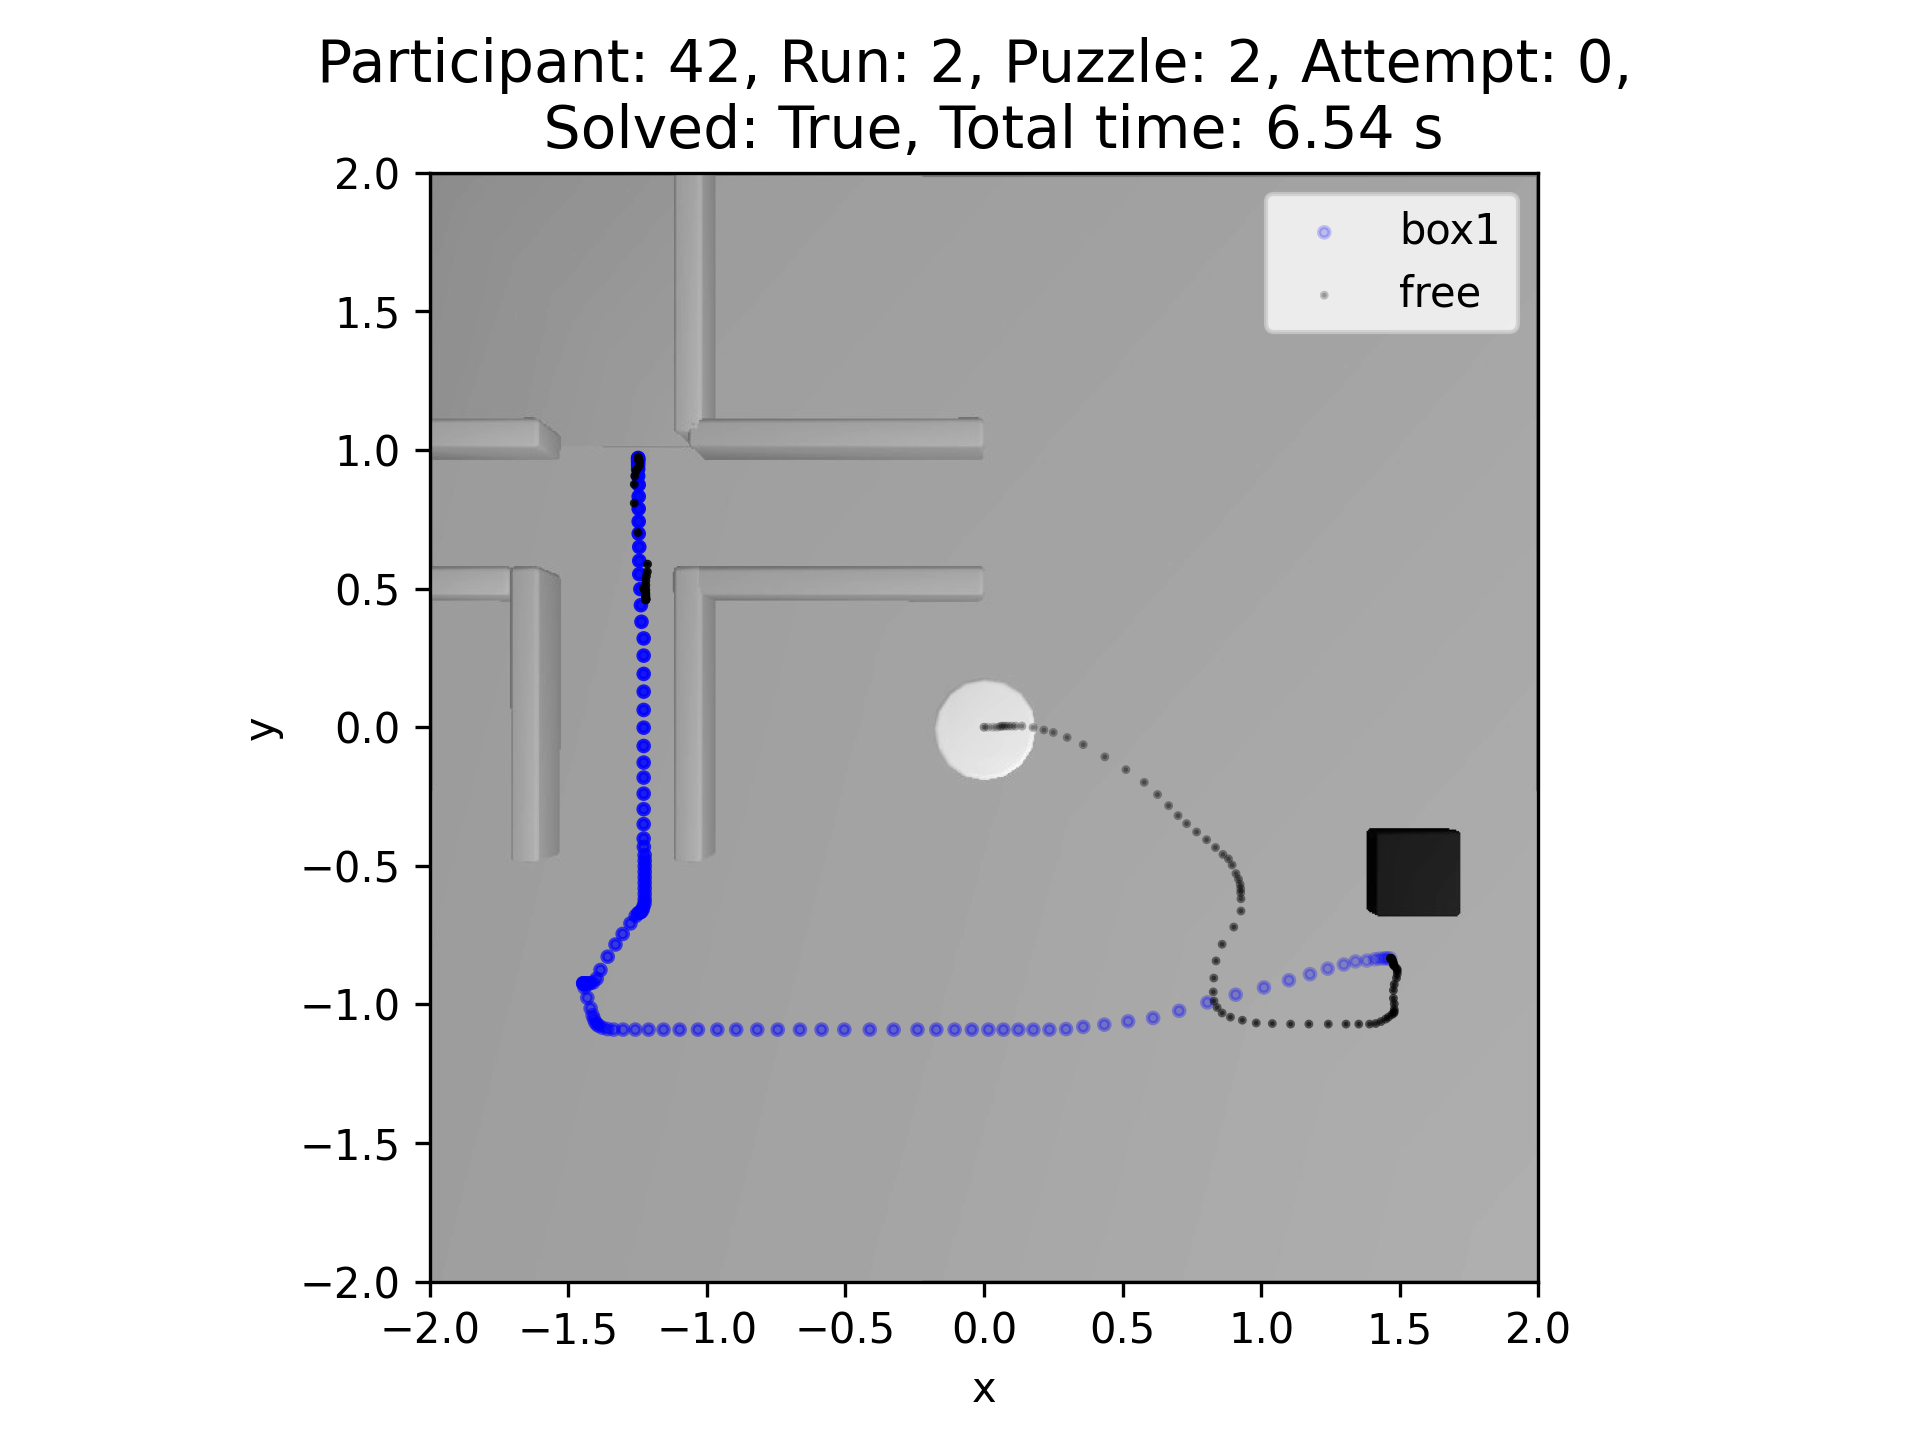 Participant: 42, Run: 2, Puzzle: 2, Attempt: 0,
Solved: True, Total time: 6.54 s
box1
free
2.0
1.5
1.0
0.5
0.0
−0.5
−1.0
−1.5
−2.0
y
−2.0 −1.5 −1.0 −0.5 0.0 0.5 1.0 1.5 2.0
x